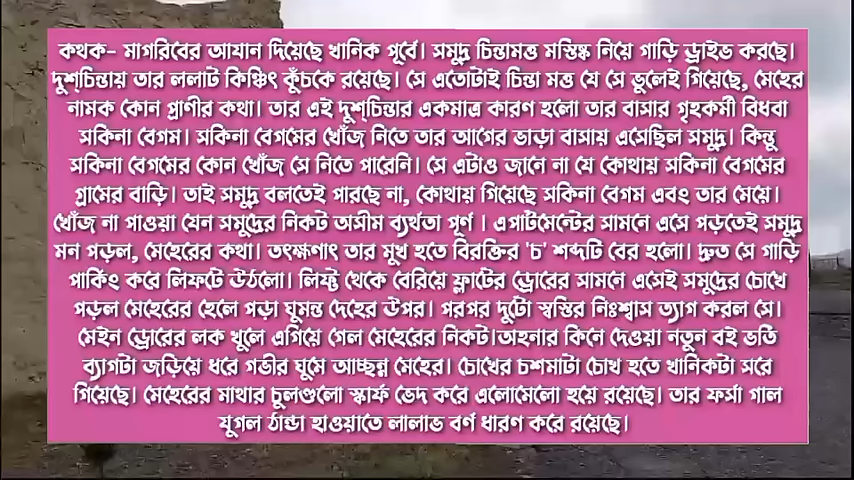 কথক- মাগরিবের আযান দিয়েছে খানিক পূর্বে। সমুদ্র চিন্তামত্ত মস্তিষ্ক নিয়ে গাড়ি ড্রাইভ করছে।
দুশ্চিন্তায় তার ললাট কিঞ্চিৎ কুঁচকে রয়েছে। সে এতোটাই চিন্তা মত্ত যে সে ভুলেই গিয়েছে, মেহের
নামক কোন প্রাণীর কথা। তার এই দুশ্চিন্তার একমাত্র কারণ হলো তার বাসার গৃহকর্মী বিধবা
সকিনা বেগম। সকিনা বেগমের খোঁজ নিতে তার আগের ভাড়া বাসায় এসেছিল সমুদ্র। কিন্তু
সকিনা বেগমের কোন খোঁজ সে নিতে পারেনি। সে এটাও জানে না যে কোথায় সকিনা বেগমের
গ্রামের বাড়ি। তাই সমুদ্র বলতেই পারছে না, কোথায় গিয়েছে সকিনা বেগম এবং তার মেয়ে।
খোঁজ না পাওয়া যেন সমুদ্রের নিকট অসীম ব্যর্থতা পূর্ণ । এপার্টমেন্টের সামনে এসে পড়তেই সমুদ্র
মন পড়ল, মেহেরের কথা। তৎক্ষণাৎ তার মুখ হতে বিরক্তির 'চ' শব্দটি বের হলো। দ্রুত সে গাড়ি
পার্কিং করে লিফটে উঠলো। লিফ্ট থেকে বেরিয়ে ফ্লাটের ড্রোরের সামনে এসেই সমুদ্রের চোখে
পড়ল মেহেরের হেলে পড়া ঘুমন্ত দেহের উপর। পরপর দুটো স্বস্তির নিঃশ্বাস ত্যাগ করল সে।
মেইন ড্রোরের লক খুলে এগিয়ে গেল মেহেরের নিকট।অহনার কিনে দেওয়া নতুন বই ভর্তি
ব্যাগটা জড়িয়ে ধরে গভীর ঘুমে আচ্ছন্ন মেহের। চোখের চশমাটা চোখ হতে খানিকটা সরে
গিয়েছে। মেহেরের মাথার চুলগুলো স্কার্ফ ভেদ করে এলোমেলো হয়ে রয়েছে। তার ফর্সা গাল
যুগল ঠান্ডা হাওয়াতে লালাভ বর্ণ ধারণ করে রয়েছে।